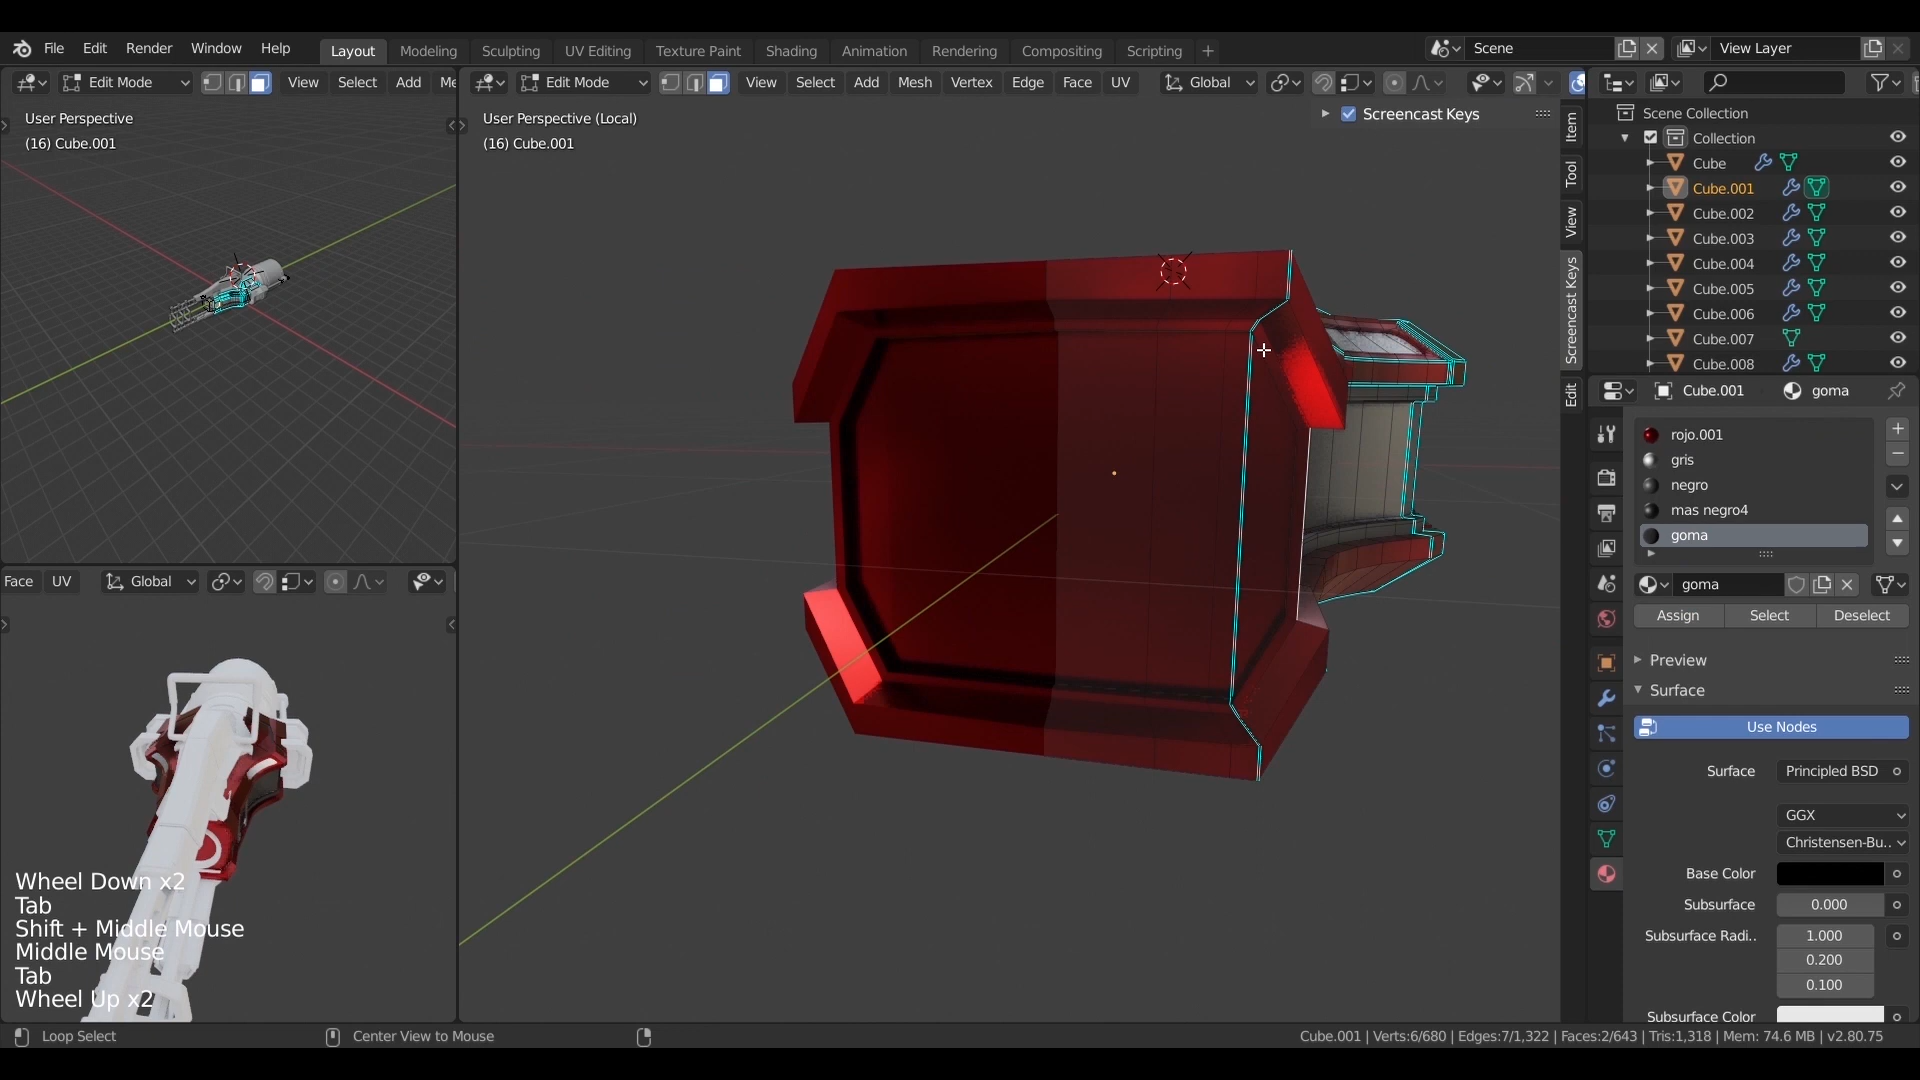 File Edit Render Window Help Layout Modeling Sculpting UV Editing Texture Paint Shading Animation Rendering Compositing Scripting + Scene View Layer
Edit Mode View Select Add Me
Edit Mode View Select Add Mesh Vertex Edge Face UV Global
User Perspective
(16) Cube.001
User Perspective (Local)
(16) Cube.001
Screencast Keys
Item
Tool
View
Screencast Keys
Edit
Scene Collection
Collection
Cube
Cube.001
Cube.002
Cube.003
Cube.004
Cube.005
Cube.006
Cube.007
Cube.008
Cube.001 goma
rojo.001
gris
negro
mas negro4
goma
goma
Assign Select Deselect
Preview
Surface
Use Nodes
Surface Principled BSD
GGX
Christensen-Bu..
Base Color
Subsurface 0.000
Subsurface Radi.. 1.000
0.200
0.100
Subsurface Color
Face UV Global
Wheel Down x2
Tab
Shift + Middle Mouse
Middle Mouse
Tab
Wheel Up x2
Loop Select Center View to Mouse
Cube.001 | Verts:6/680 | Edges:7/1,322 | Faces:2/643 | Tris:1,318 | Mem: 74.6 MB | v2.80.75